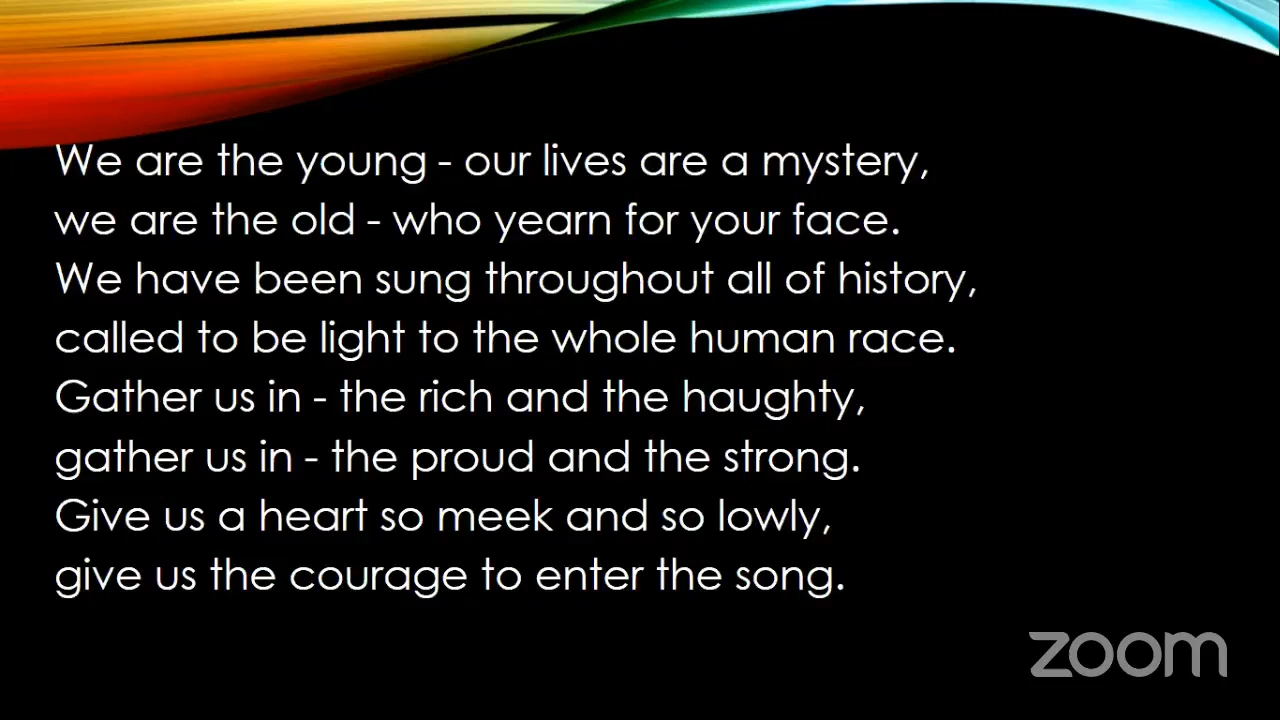 We are the young - our lives are a mystery,
we are the old - who yearn for your face.
We have been sung throughout all of history,
called to be light to the whole human race.
Gather us in - the rich and the haughty,
gather us in - the proud and the strong.
Give us a heart so meek and so lowly,
give us the courage to enter the song.
zoom